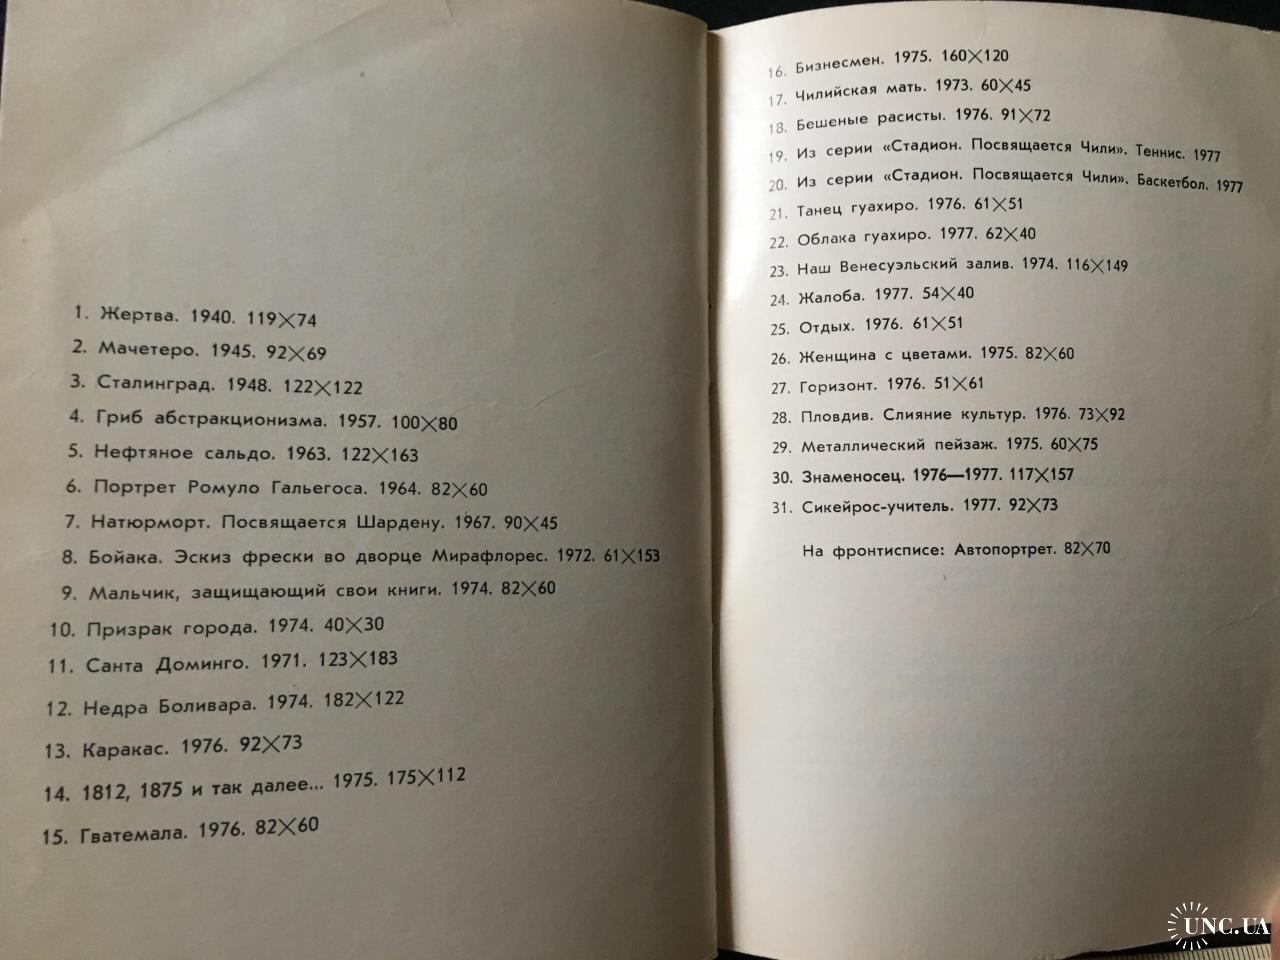 1. Жертва. 1940. 119×74
2. Мачетеро. 1945. 92×69
3. Сталинград. 1948. 122×122
4. Гриб абстракционизма. 1957. 100×80
5. Нефтяное сальдо. 1963. 122×163
6. Портрет Ромуло Гальегоса. 1964. 82×60
7. Натюрморт. Посвящается Шардену. 1967. 90×45
8. Бойака. Эскиз фрески во дворце Мирафлорес. 1972. 61×153
9. Мальчик, защищающий свои книги. 1974. 82×60
10. Призрак города. 1974. 40×30
11. Санта Доминго. 1971. 123×183
12. Недра Боливара. 1974. 182×122
13. Каракас. 1976. 92×73
14. 1812, 1875 и так далее... 1975. 175×112
15. Гватемала. 1976. 82×60
16. Бизнесмен. 1975. 160×120
17. Чилийская мать. 1973. 60×45
18. Бешеные расисты. 1976. 91×72
19. Из серии «Стадион. Посвящается Чили». Теннис. 1977
20. Из серии «Стадион. Посвящается Чили». Баскетбол. 1977
21. Танец гуахиро. 1976. 61×51
22. Облака гуахиро. 1977. 62×40
23. Наш Венесуэльский залив. 1974. 116×149
24. Жалоба. 1977. 54×40
25. Отдых. 1976. 61×51
26. Женщина с цветами. 1975. 82×60
27. Горизонт. 1976. 51×61
28. Пловдив. Слияние культур. 1976. 73×92
29. Металлический пейзаж. 1975. 60×75
30. Знаменосец. 1976—1977. 117×157
31. Сикейрос-учитель. 1977. 92×73
На фронтисписе: Автопортрет. 82×70
UNC.UA